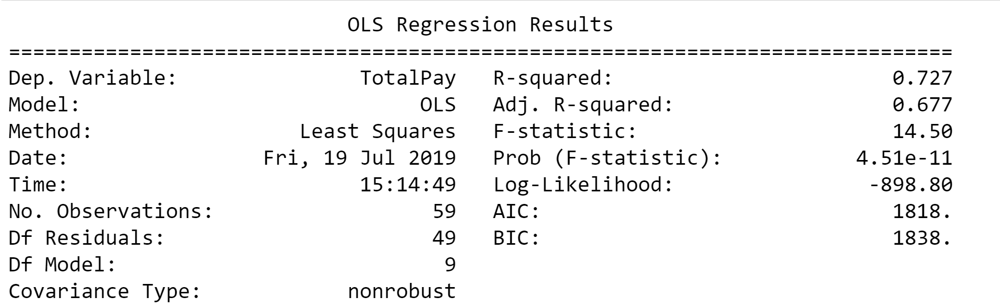 OLS Regression Results
==============================================================================
Dep. Variable: TotalPay R-squared: 0.727
Model: OLS Adj. R-squared: 0.677
Method: Least Squares F-statistic: 14.50
Date: Fri, 19 Jul 2019 Prob (F-statistic): 4.51e-11
Time: 15:14:49 Log-Likelihood: -898.80
No. Observations: 59 AIC: 1818.
Df Residuals: 49 BIC: 1838.
Df Model: 9
Covariance Type: nonrobust